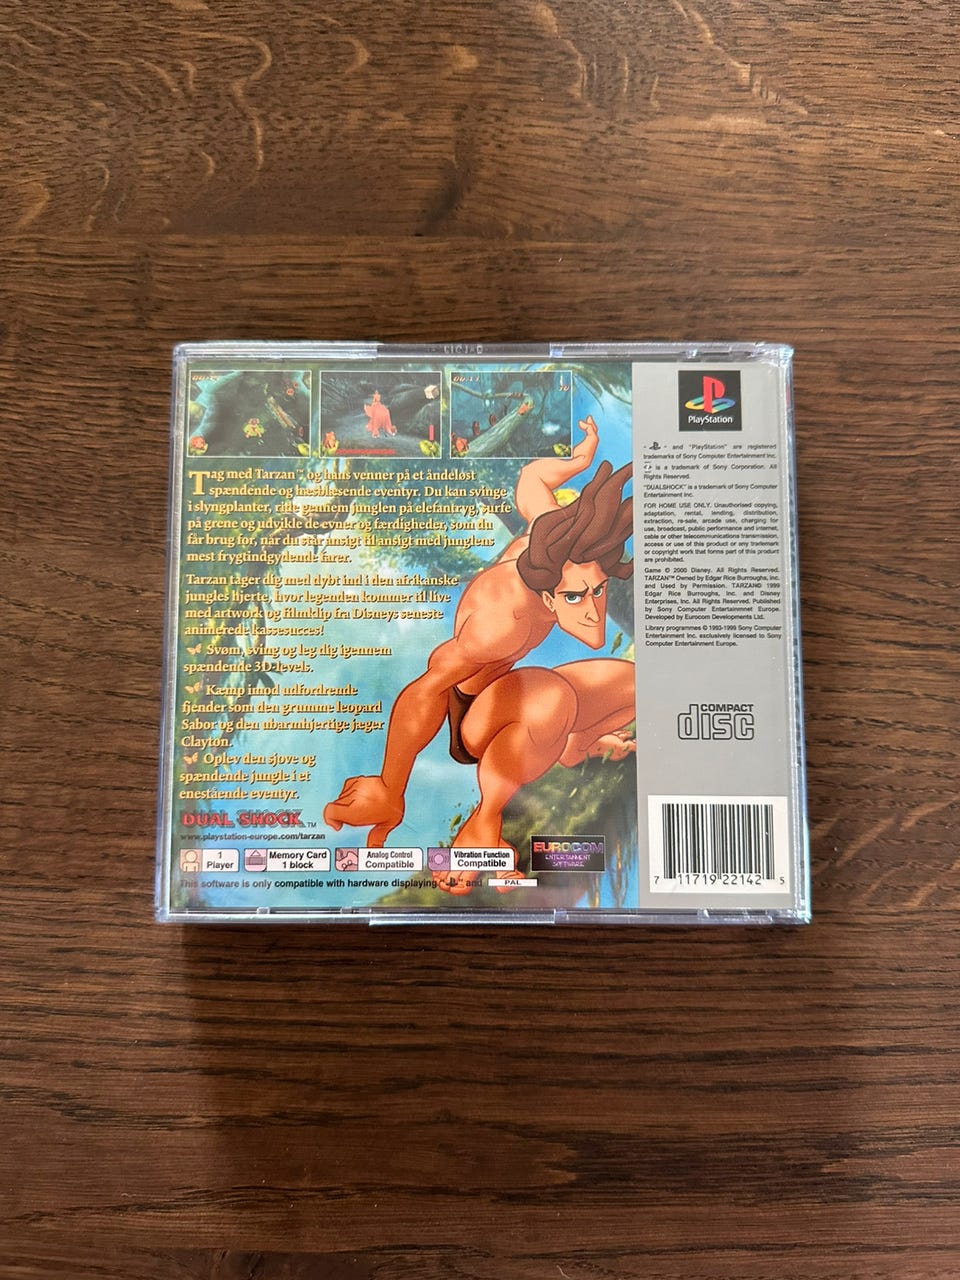 Tag med Tarzan™ og hans venner på et åndeløst
spændende og hæsblæsende eventyr. Du kan svinge
i slyngplanter, ride gennem junglen på elefantryg, surfe
på grene og udvikle de evner og færdigheder, som du
får brug for, når du står ansigt til ansigt med junglens
mest frygtindgydende farer.
Tarzan tager dig med dybt ind i den afrikanske
jungles hjerte, hvor legenden kommer til live
med artwork og filmklip fra Disneys seneste
animerede kassesucces!
Svøm, sving og leg dig igennem
spændende 3D-levels.
Kæmp imod udfordrende
fjender som den grumme leopard
Sabor og den ubarmhjertige jæger
Clayton.
Oplev den sjove og
spændende jungle i et
enestående eventyr.
DUAL SHOCK™
www.playstation-europe.com/tarzan
1
Player
Memory Card
1 block
Analog Control
Compatible
Vibration Function
Compatible
EUROCOM
ENTERTAINMENT
SOFTWARE
This software is only compatible with hardware displaying " " and PAL
PlayStation
" " and "PlayStation" are registered
trademarks of Sony Computer Entertainment Inc.
is a trademark of Sony Corporation. All
Rights Reserved.
"DUALSHOCK" is a trademark of Sony Computer
Entertainment Inc.
FOR HOME USE ONLY. Unauthorised copying,
adaptation, rental, lending, distribution,
extraction, re-sale, arcade use, charging for
use, broadcast, public performance and internet,
cable or other telecommunications transmission,
access or use of this product or any trademark
or copyright work that forms part of this product
are prohibited.
Game © 2000 Disney. All Rights Reserved.
TARZAN™ Owned by Edgar Rice Burroughs, Inc.
and Used by Permission. TARZAN© 1999
Edgar Rice Burroughs, Inc. and Disney
Enterprises, Inc. All Rights Reserved. Published
by Sony Computer Entertainmnet Europe.
Developed by Eurocom Developments Ltd.
Library programmes © 1993-1999 Sony Computer
Entertainment Inc. exclusively licensed to Sony
Computer Entertainment Europe.
COMPACT
disc
7 11719 22142 5